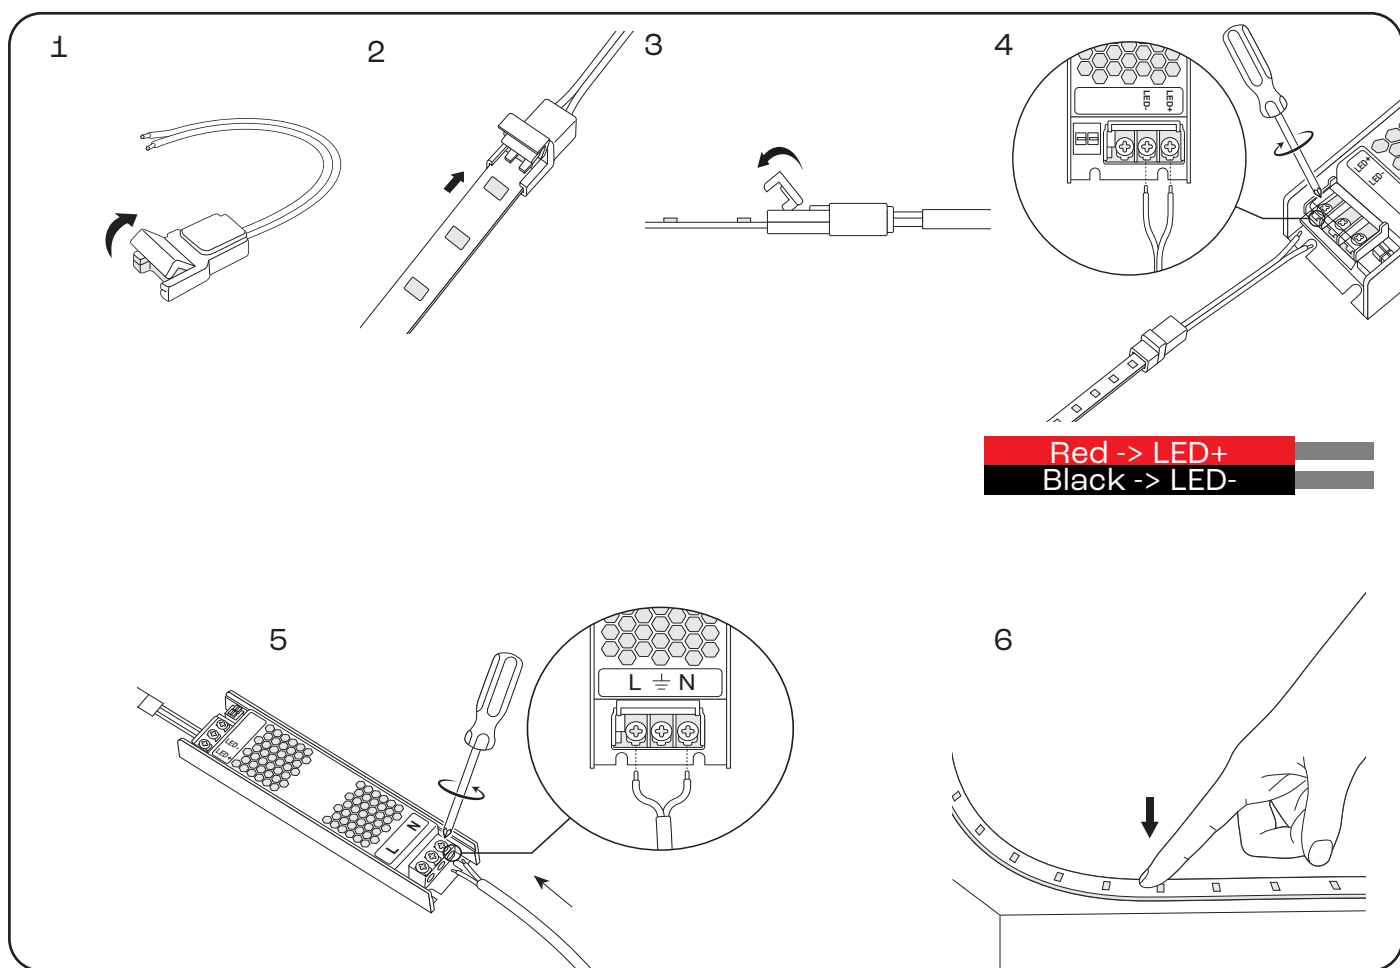 1
2
3
4
LED-
LED+
LED+
LED-
Red -> LED+
Black -> LED-
5
LED-
LED+
L
N
L N
6